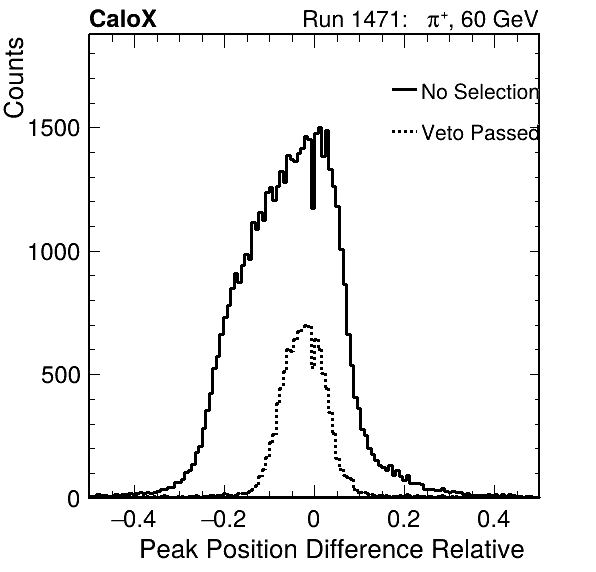 CaloX Run 1471: π⁺, 60 GeV
Counts
No Selection
Veto Passed
1500
1000
500
0
−0.4 −0.2 0 0.2 0.4
Peak Position Difference Relative